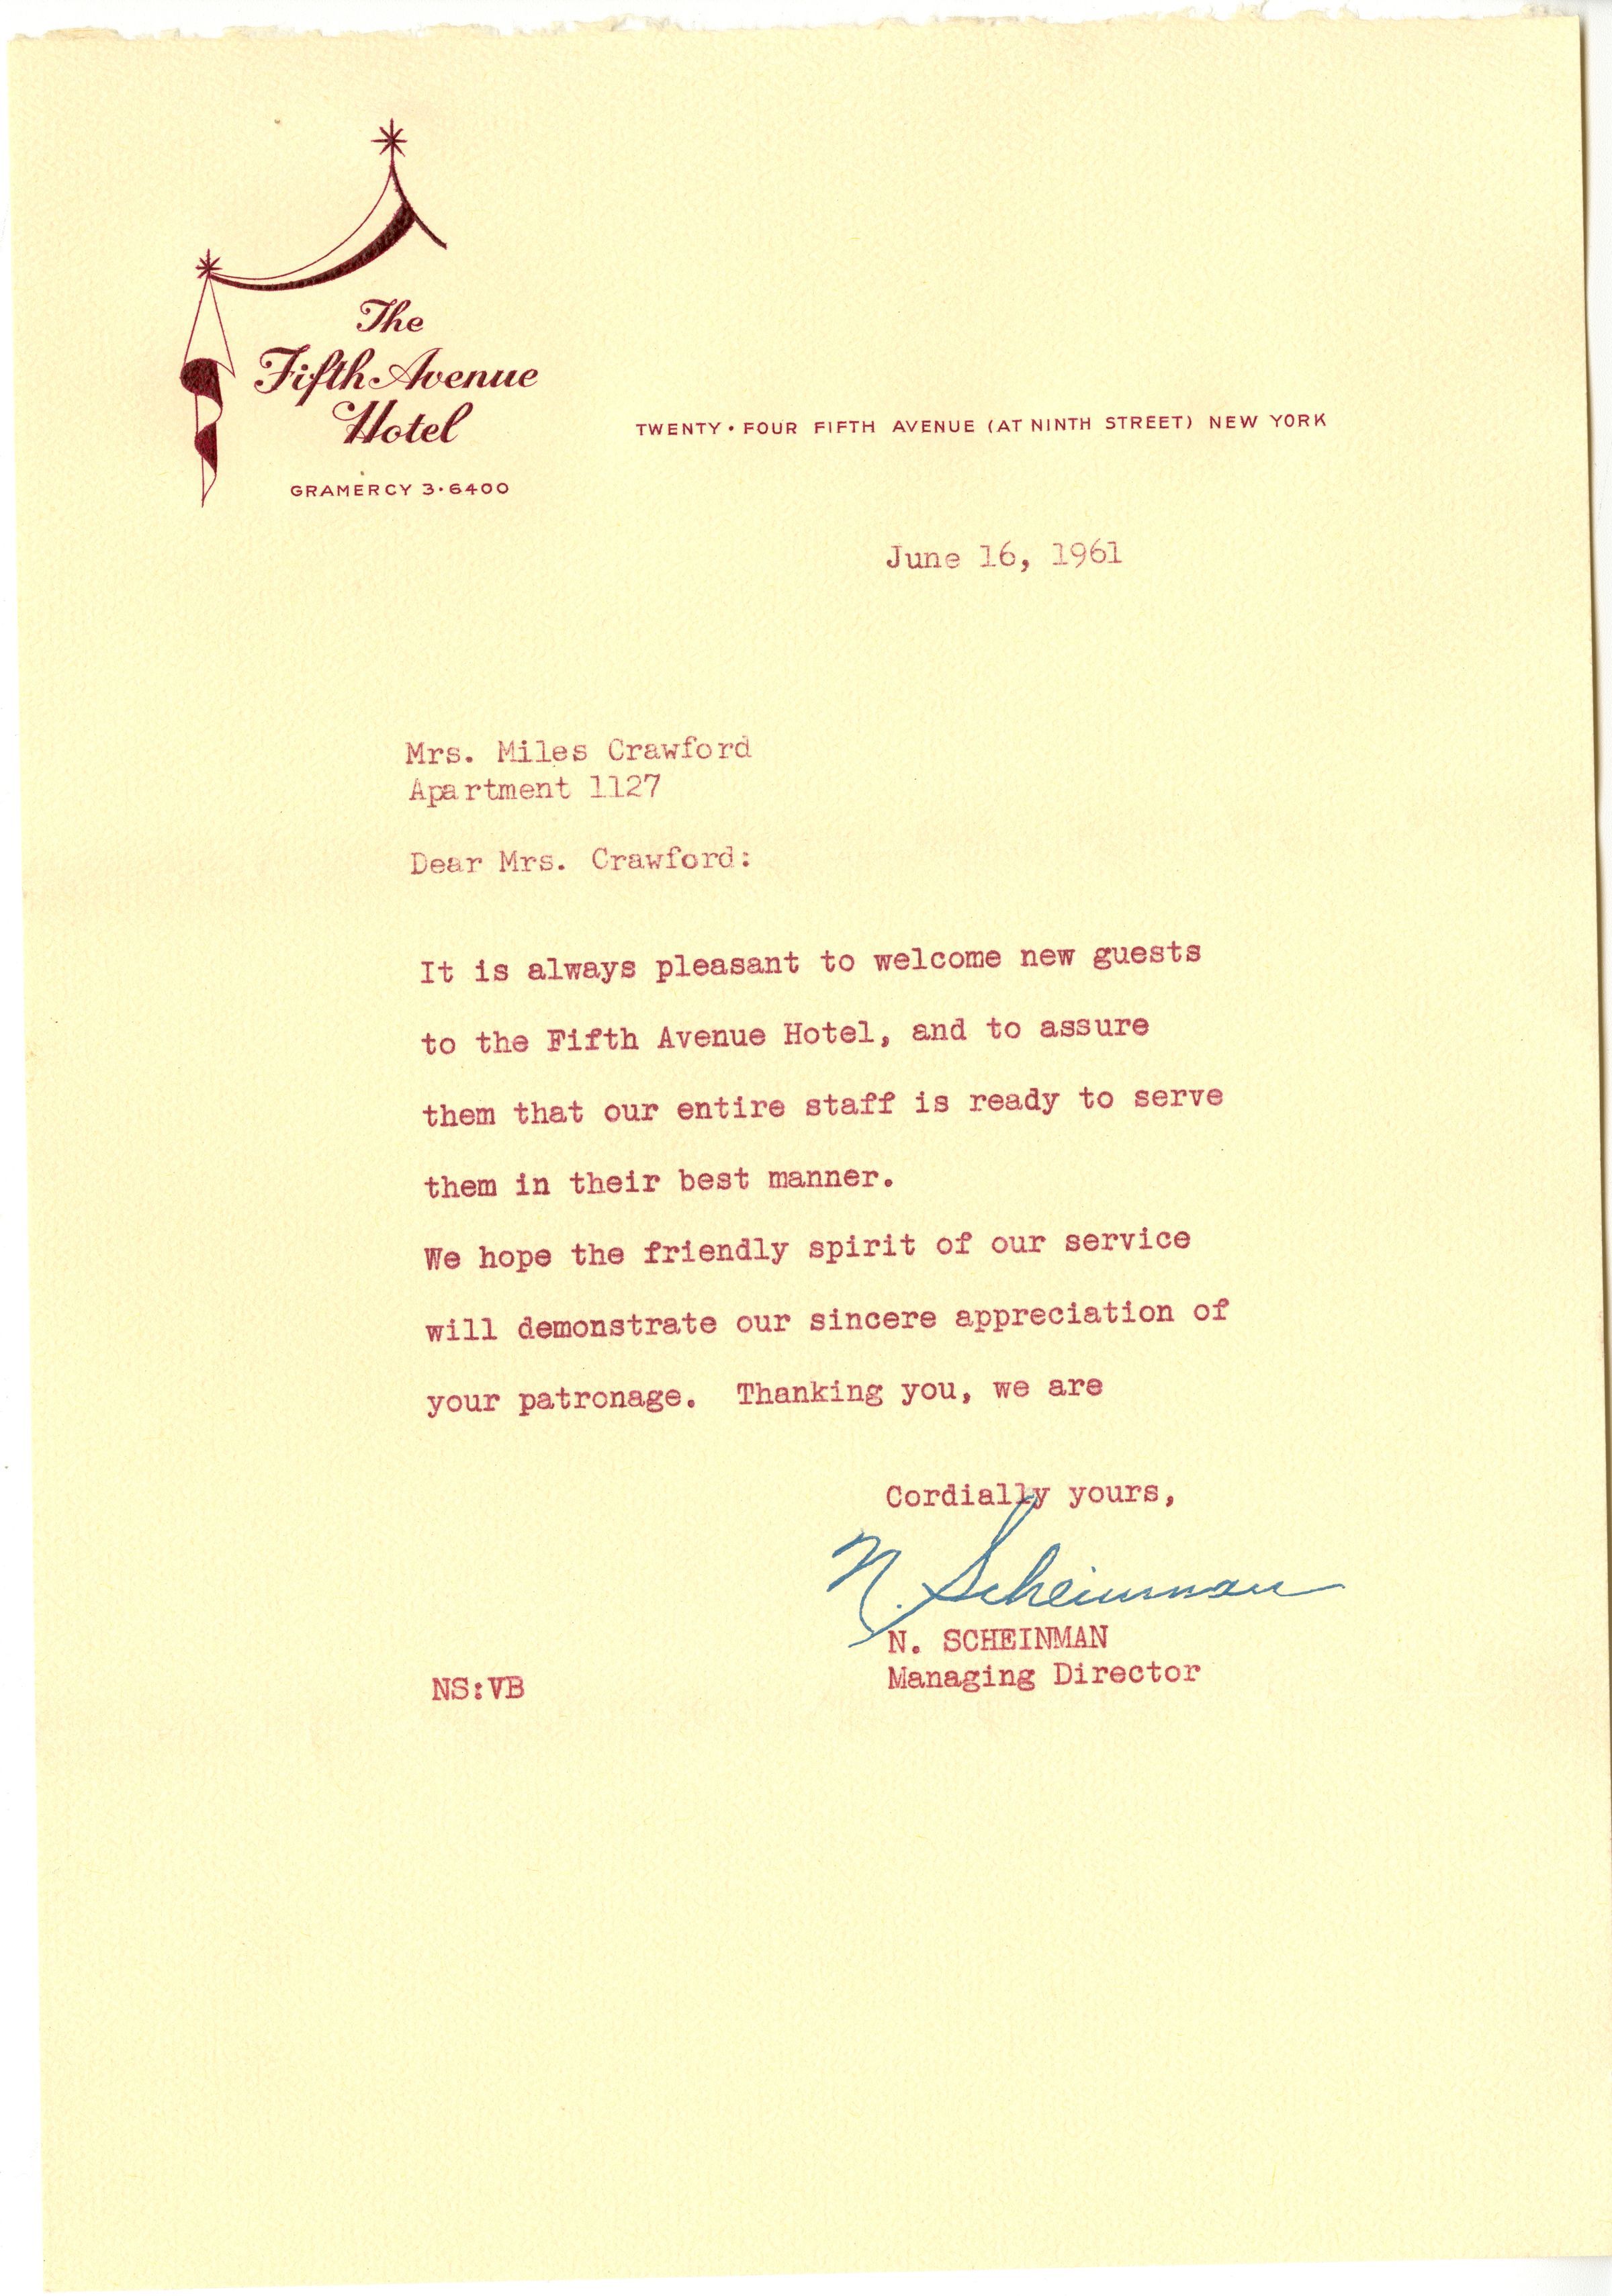 The
Fifth Avenue
Hotel
GRAMERCY 3·6400
TWENTY·FOUR FIFTH AVENUE (AT NINTH STREET) NEW YORK
June 16, 1961
Mrs. Miles Crawford
Apartment 1127
Dear Mrs. Crawford:
It is always pleasant to welcome new guests
to the Fifth Avenue Hotel, and to assure
them that our entire staff is ready to serve
them in their best manner.
We hope the friendly spirit of our service
will demonstrate our sincere appreciation of
your patronage.  Thanking you, we are
Cordially yours,
N. Scheinman
N. SCHEINMAN
Managing Director
NS:VB